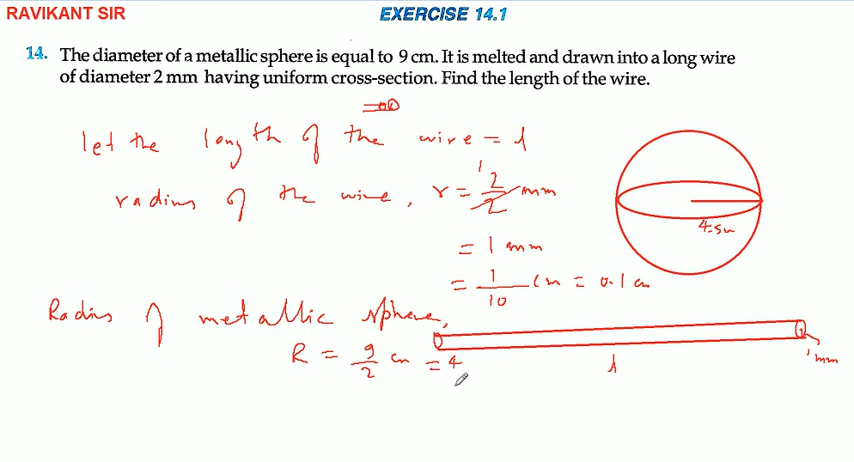 RAVIKANT SIR
EXERCISE 14.1
14. The diameter of a metallic sphere is equal to 9 cm. It is melted and drawn into a long wire
of diameter 2 mm having uniform cross-section. Find the length of the wire.
let the length of the wire = l
radius of the wire, r = 2/2 mm
1
= 1 mm
= 1/10 cm = 0.1 cm
4.5
Radius of metallic sphere,
R = 9/2 cm = 4
l
1 mm